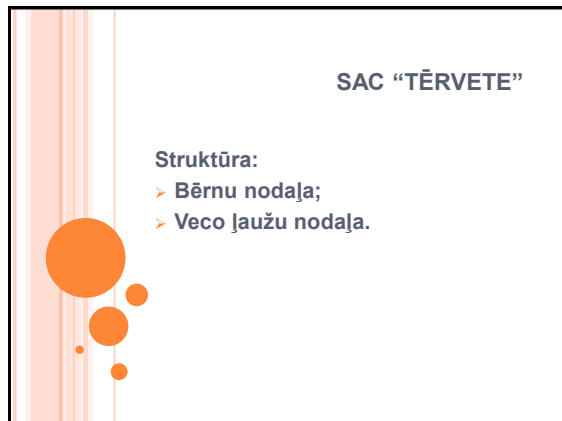 SAC “TĒRVETE”
Struktūra:
➢ Bērnu nodaļa;
➢ Veco ļaužu nodaļa.